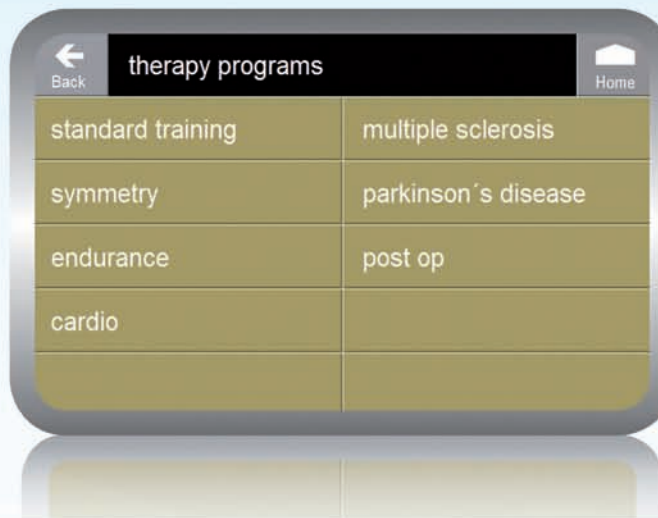 therapy programs
Back
Home
standard training
multiple sclerosis
symmetry
parkinson´s disease
endurance
post op
cardio